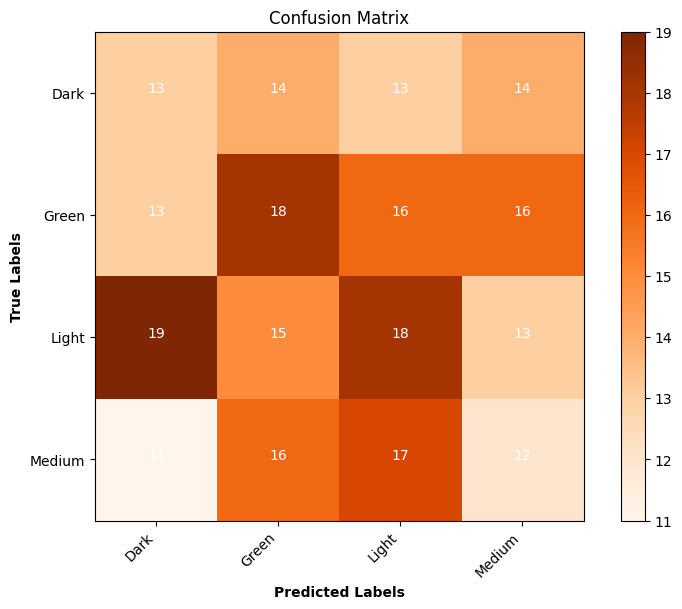 Confusion Matrix
Dark 13 14 13 14
Green 13 18 16 16
Light 19 15 18 13
Medium 11 16 17 12
Dark Green Light Medium
Predicted Labels
True Labels
19
18
17
16
15
14
13
12
11